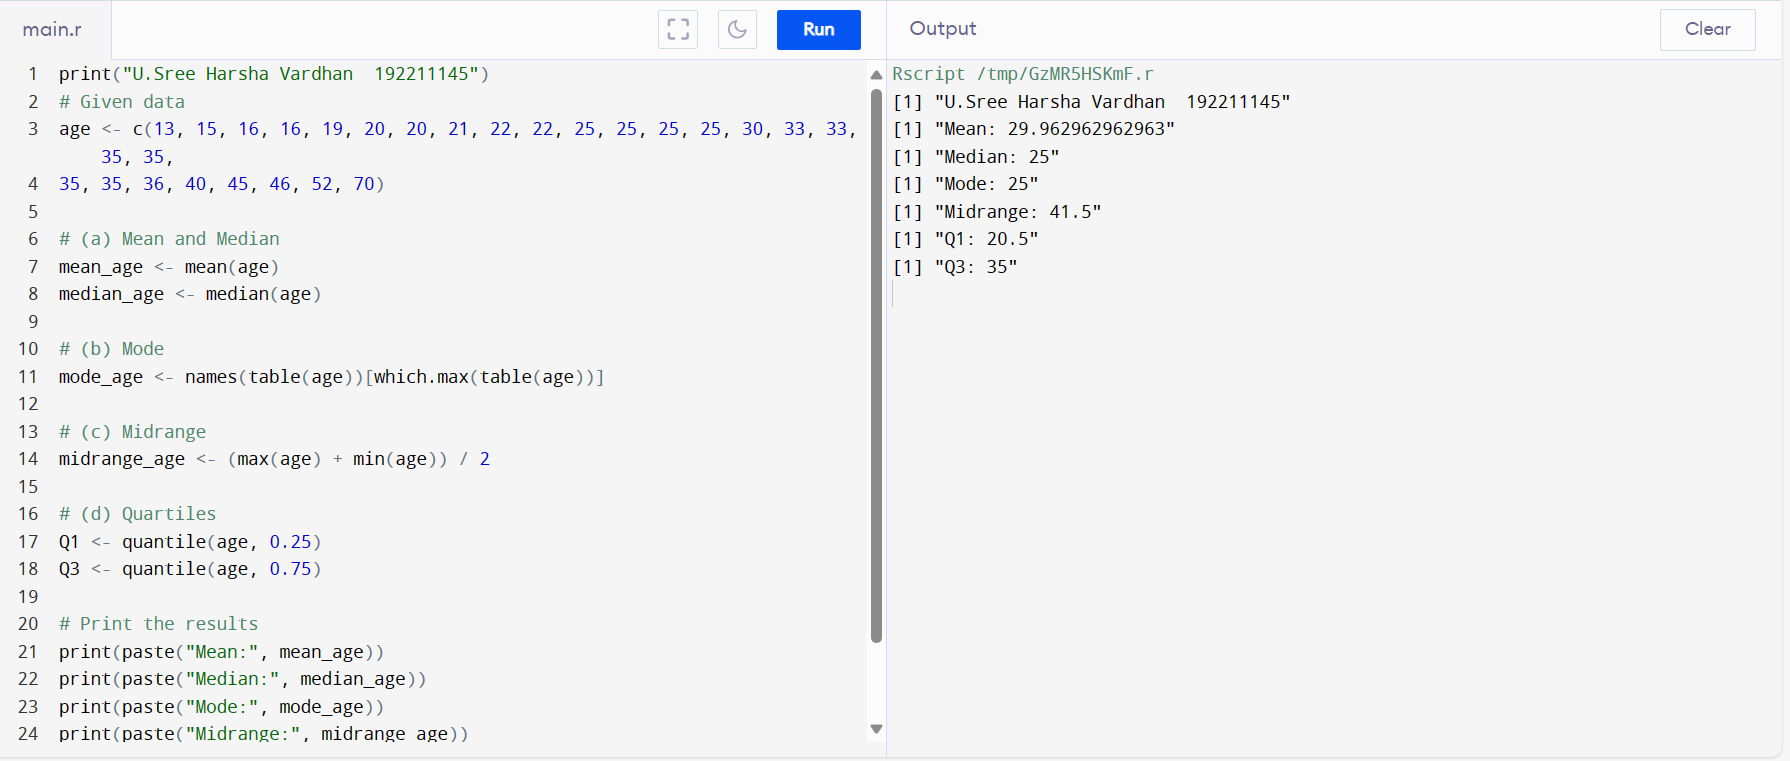 main.r
Run
Output
Clear
1 print("U.Sree Harsha Vardhan  192211145")
2 # Given data
3 age <- c(13, 15, 16, 16, 19, 20, 20, 21, 22, 22, 25, 25, 25, 25, 30, 33, 33,
35, 35,
4 35, 35, 36, 40, 45, 46, 52, 70)
5
6 # (a) Mean and Median
7 mean_age <- mean(age)
8 median_age <- median(age)
9
10 # (b) Mode
11 mode_age <- names(table(age))[which.max(table(age))]
12
13 # (c) Midrange
14 midrange_age <- (max(age) + min(age)) / 2
15
16 # (d) Quartiles
17 Q1 <- quantile(age, 0.25)
18 Q3 <- quantile(age, 0.75)
19
20 # Print the results
21 print(paste("Mean:", mean_age))
22 print(paste("Median:", median_age))
23 print(paste("Mode:", mode_age))
24 print(paste("Midrange:", midrange_age))
Rscript /tmp/GzMR5HSKmF.r
[1] "U.Sree Harsha Vardhan  192211145"
[1] "Mean: 29.962962962963"
[1] "Median: 25"
[1] "Mode: 25"
[1] "Midrange: 41.5"
[1] "Q1: 20.5"
[1] "Q3: 35"